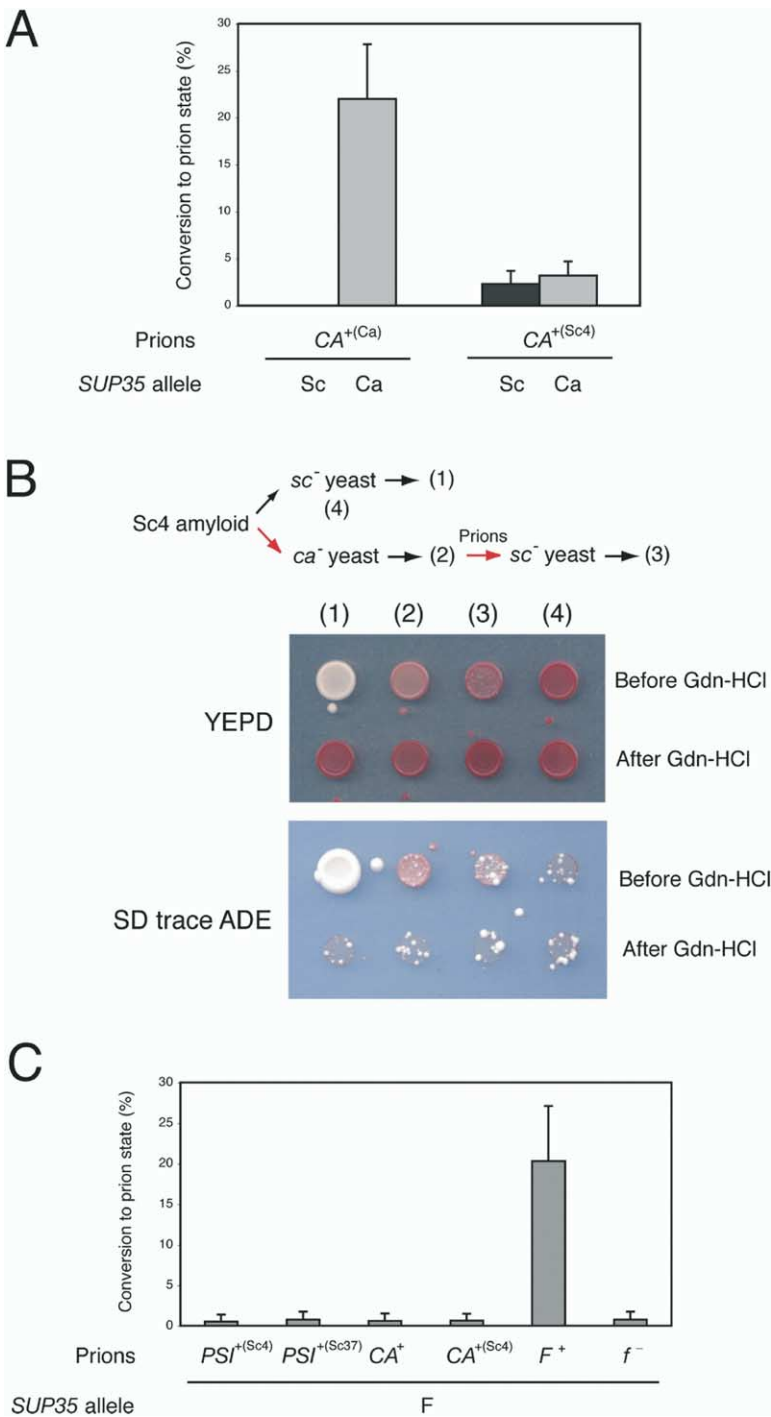 A
Conversion to prion state (%)
30
25
20
15
10
5
0
Prions CA+(Ca) CA+(Sc4)
SUP35 allele Sc Ca Sc Ca
B
sc- yeast (1)
(4)
Sc4 amyloid
Prions
ca- yeast (2) sc- yeast (3)
(1) (2) (3) (4)
YEPD
Before Gdn-HCl
After Gdn-HCl
SD trace ADE
Before Gdn-HCl
After Gdn-HCl
C
Conversion to prion state (%)
30
25
20
15
10
5
0
Prions PSI+(Sc4) PSI+(Sc37) CA+ CA+(Sc4) F+ f-
SUP35 allele F